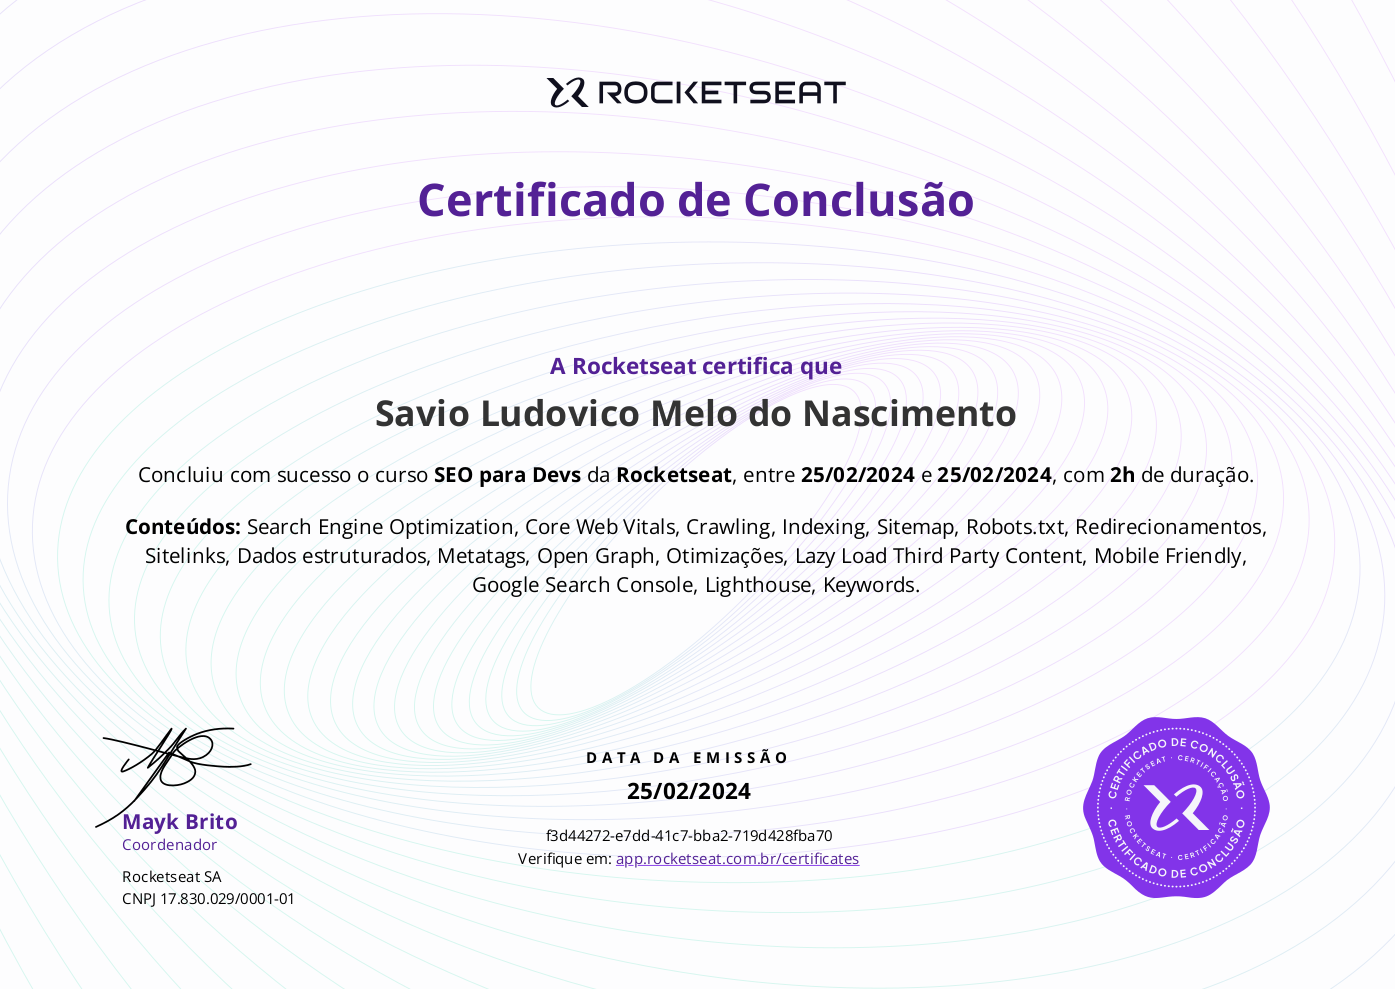 ROCKETSEAT
Certificado de Conclusão
A Rocketseat certifica que
Savio Ludovico Melo do Nascimento
Concluiu com sucesso o curso SEO para Devs da Rocketseat, entre 25/02/2024 e 25/02/2024, com 2h de duração.
Conteúdos: Search Engine Optimization, Core Web Vitals, Crawling, Indexing, Sitemap, Robots.txt, Redirecionamentos,
Sitelinks, Dados estruturados, Metatags, Open Graph, Otimizações, Lazy Load Third Party Content, Mobile Friendly,
Google Search Console, Lighthouse, Keywords.
Mayk Brito
Coordenador
Rocketseat SA
CNPJ 17.830.029/0001-01
DATA DA EMISSÃO
25/02/2024
f3d44272-e7dd-41c7-bba2-719d428fba70
Verifique em: app.rocketseat.com.br/certificates
CERTIFICADO DE CONCLUSÃO
ROCKETSEAT · CERTIFICAÇÃO
ROCKETSEAT · CERTIFICAÇÃO
CERTIFICADO DE CONCLUSÃO